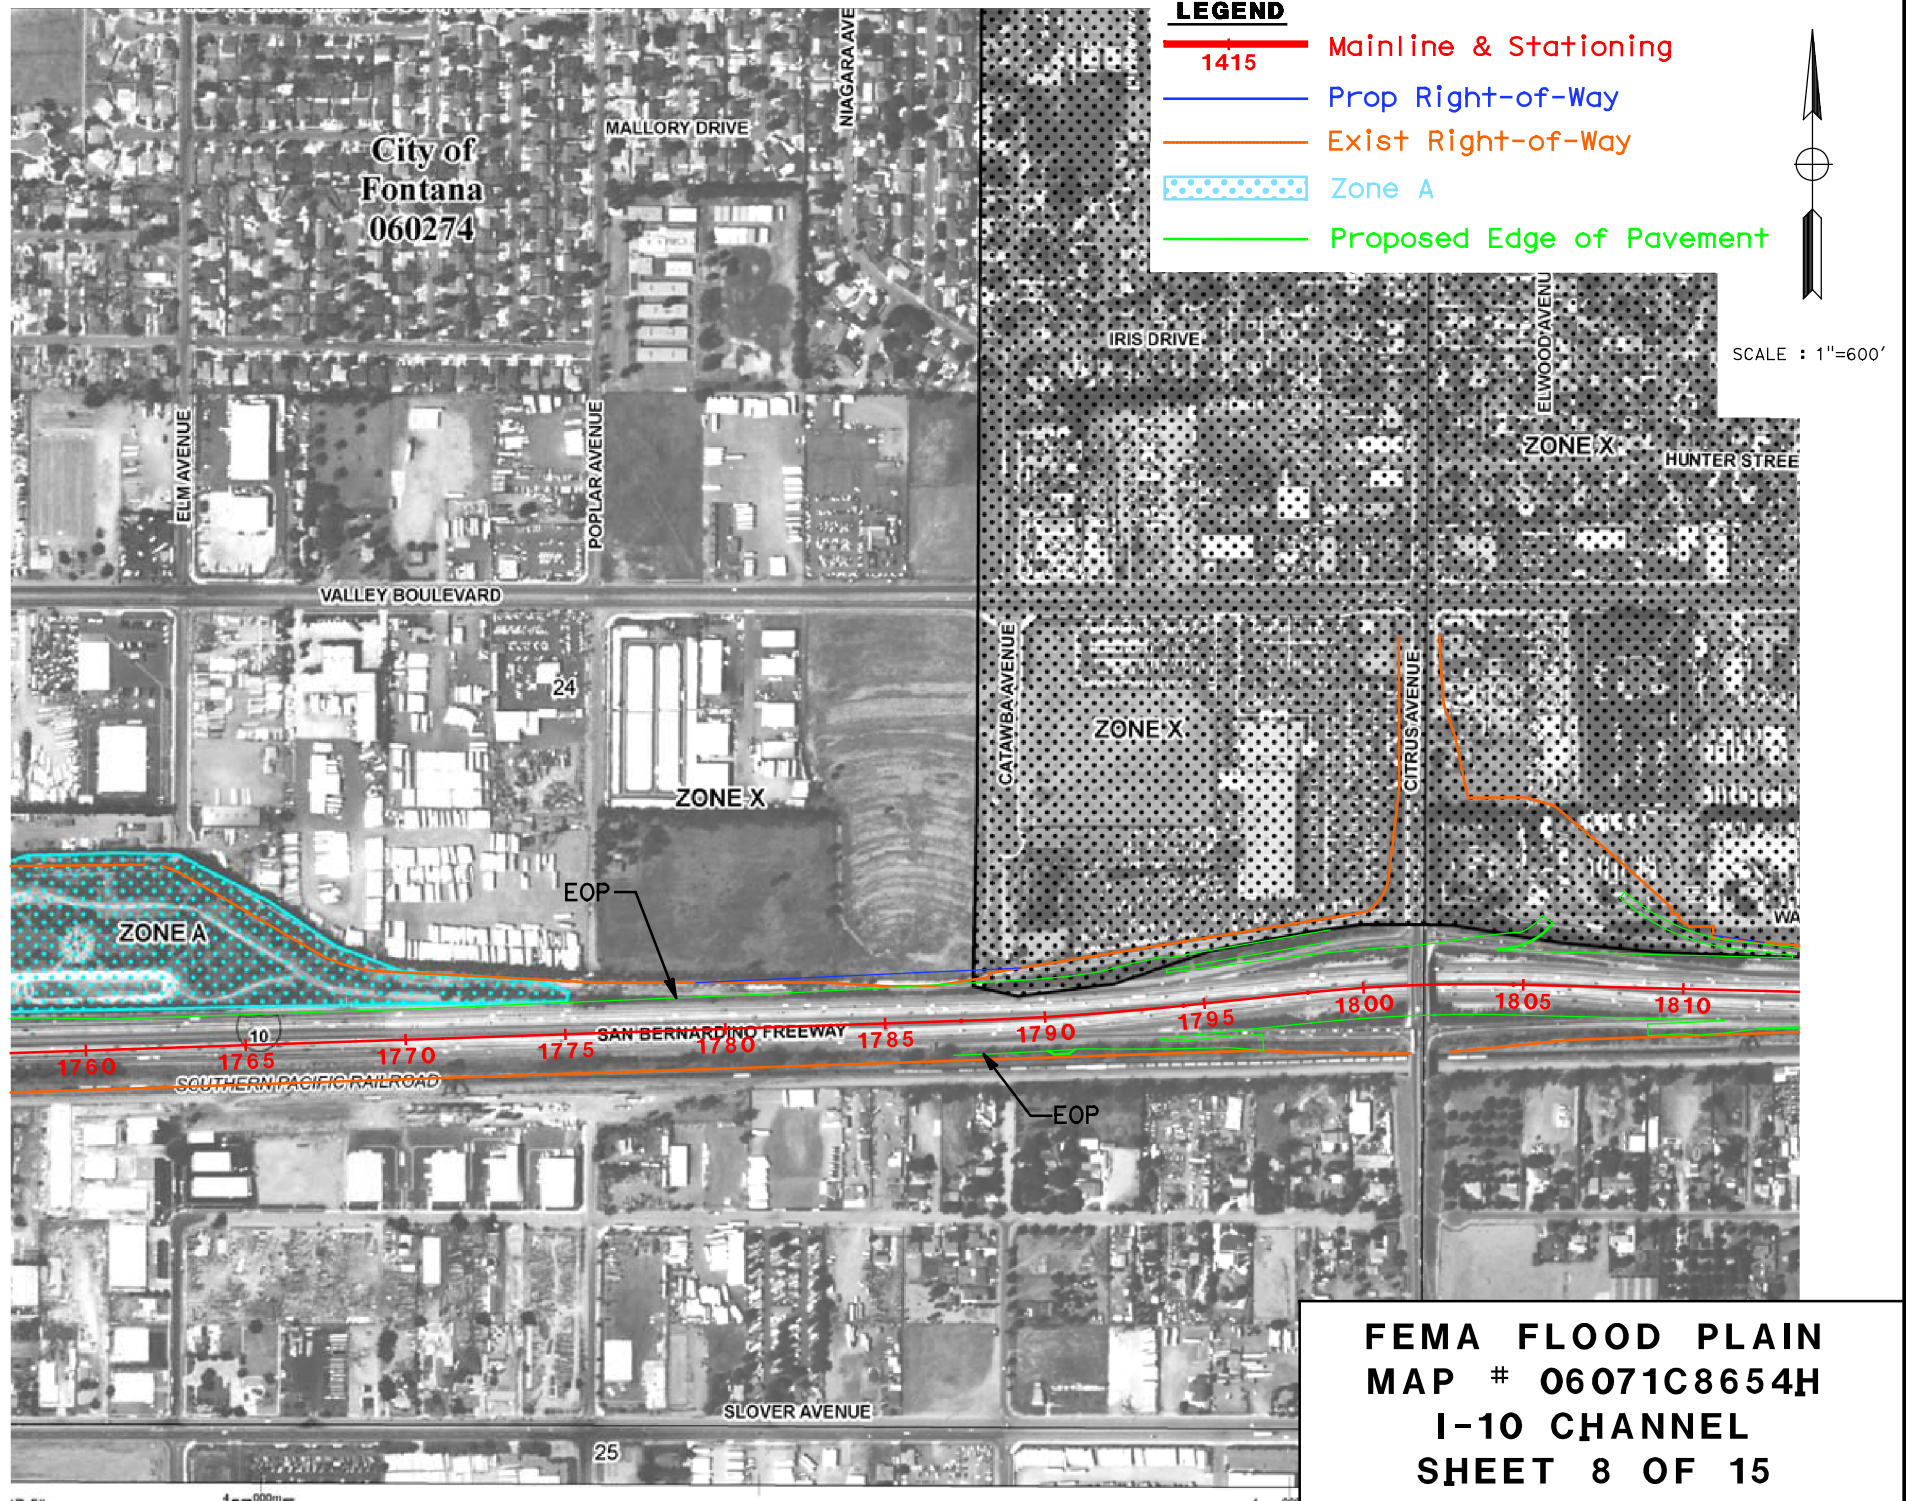 LEGEND
1415
Mainline & Stationing
Prop Right-of-Way
Exist Right-of-Way
Zone A
Proposed Edge of Pavement
SCALE : 1"=600'
City of
Fontana
060274
MALLORY DRIVE
NIAGARA AVE
IRIS DRIVE
ELWOOD AVENU
ZONE X
HUNTER STREE
ELM AVENUE
POPLAR AVENUE
VALLEY BOULEVARD
24
ZONE X
CATAWBA AVENUE
ZONE X
CITRUS AVENUE
EOP
ZONE A
WA
10
SAN BERNARDINO FREEWAY
1760
1765
1770
1775
1780
1785
1790
1795
1800
1805
1810
SOUTHERN PACIFIC RAILROAD
EOP
SLOVER AVENUE
25
FEMA FLOOD PLAIN
MAP # 06071C8654H
I-10 CHANNEL
SHEET 8 OF 15